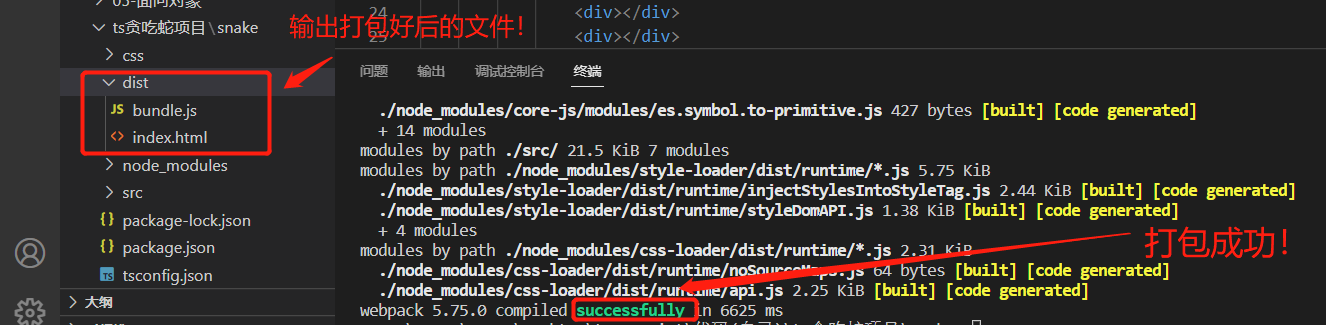 ts贪吃蛇项目\snake
css
dist
JS bundle.js
<> index.html
node_modules
src
{} package-lock.json
{} package.json
TS tsconfig.json
大纲
输出打包好后的文件！
24 <div></div>
25 <div></div>
问题 输出 调试控制台 终端
./node_modules/core-js/modules/es.symbol.to-primitive.js 427 bytes [built] [code generated]
+ 14 modules
modules by path ./src/ 21.5 KiB 7 modules
modules by path ./node_modules/style-loader/dist/runtime/*.js 5.75 KiB
./node_modules/style-loader/dist/runtime/injectStylesIntoStyleTag.js 2.44 KiB [built] [code generated]
./node_modules/style-loader/dist/runtime/styleDomAPI.js 1.38 KiB [built] [code generated]
+ 4 modules
modules by path ./node_modules/css-loader/dist/runtime/*.js 2.31 KiB
./node_modules/css-loader/dist/runtime/noSourceMaps.js 64 bytes [built] [code generated]
./node_modules/css-loader/dist/runtime/api.js 2.25 KiB [built] [code generated]
webpack 5.75.0 compiled successfully in 6625 ms
打包成功！